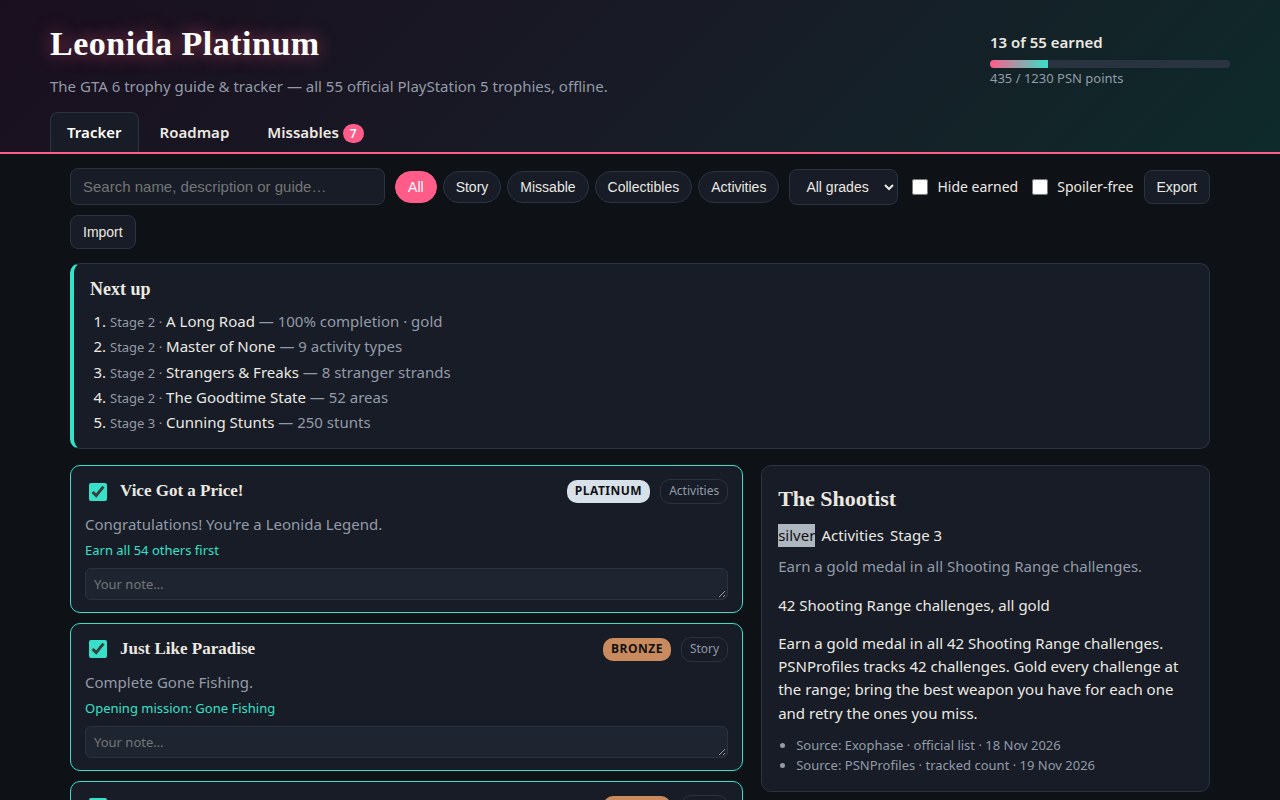 Leonida Platinum
13 of 55 earned
The GTA 6 trophy guide & tracker — all 55 official PlayStation 5 trophies, offline.
435 / 1230 PSN points
Tracker Roadmap Missables 7
Search name, description or guide… All Story Missable Collectibles Activities All grades Hide earned Spoiler-free Export
Import
Next up
1. Stage 2 · A Long Road — 100% completion · gold
2. Stage 2 · Master of None — 9 activity types
3. Stage 2 · Strangers & Freaks — 8 stranger strands
4. Stage 2 · The Goodtime State — 52 areas
5. Stage 3 · Cunning Stunts — 250 stunts
Vice Got a Price! PLATINUM Activities
Congratulations! You're a Leonida Legend.
Earn all 54 others first
Your note…
Just Like Paradise BRONZE Story
Complete Gone Fishing.
Opening mission: Gone Fishing
Your note…
The Shootist
silver Activities Stage 3
Earn a gold medal in all Shooting Range challenges.
42 Shooting Range challenges, all gold
Earn a gold medal in all 42 Shooting Range challenges.
PSNProfiles tracks 42 challenges. Gold every challenge at
the range; bring the best weapon you have for each one
and retry the ones you miss.
Source: Exophase · official list · 18 Nov 2026
Source: PSNProfiles · tracked count · 19 Nov 2026